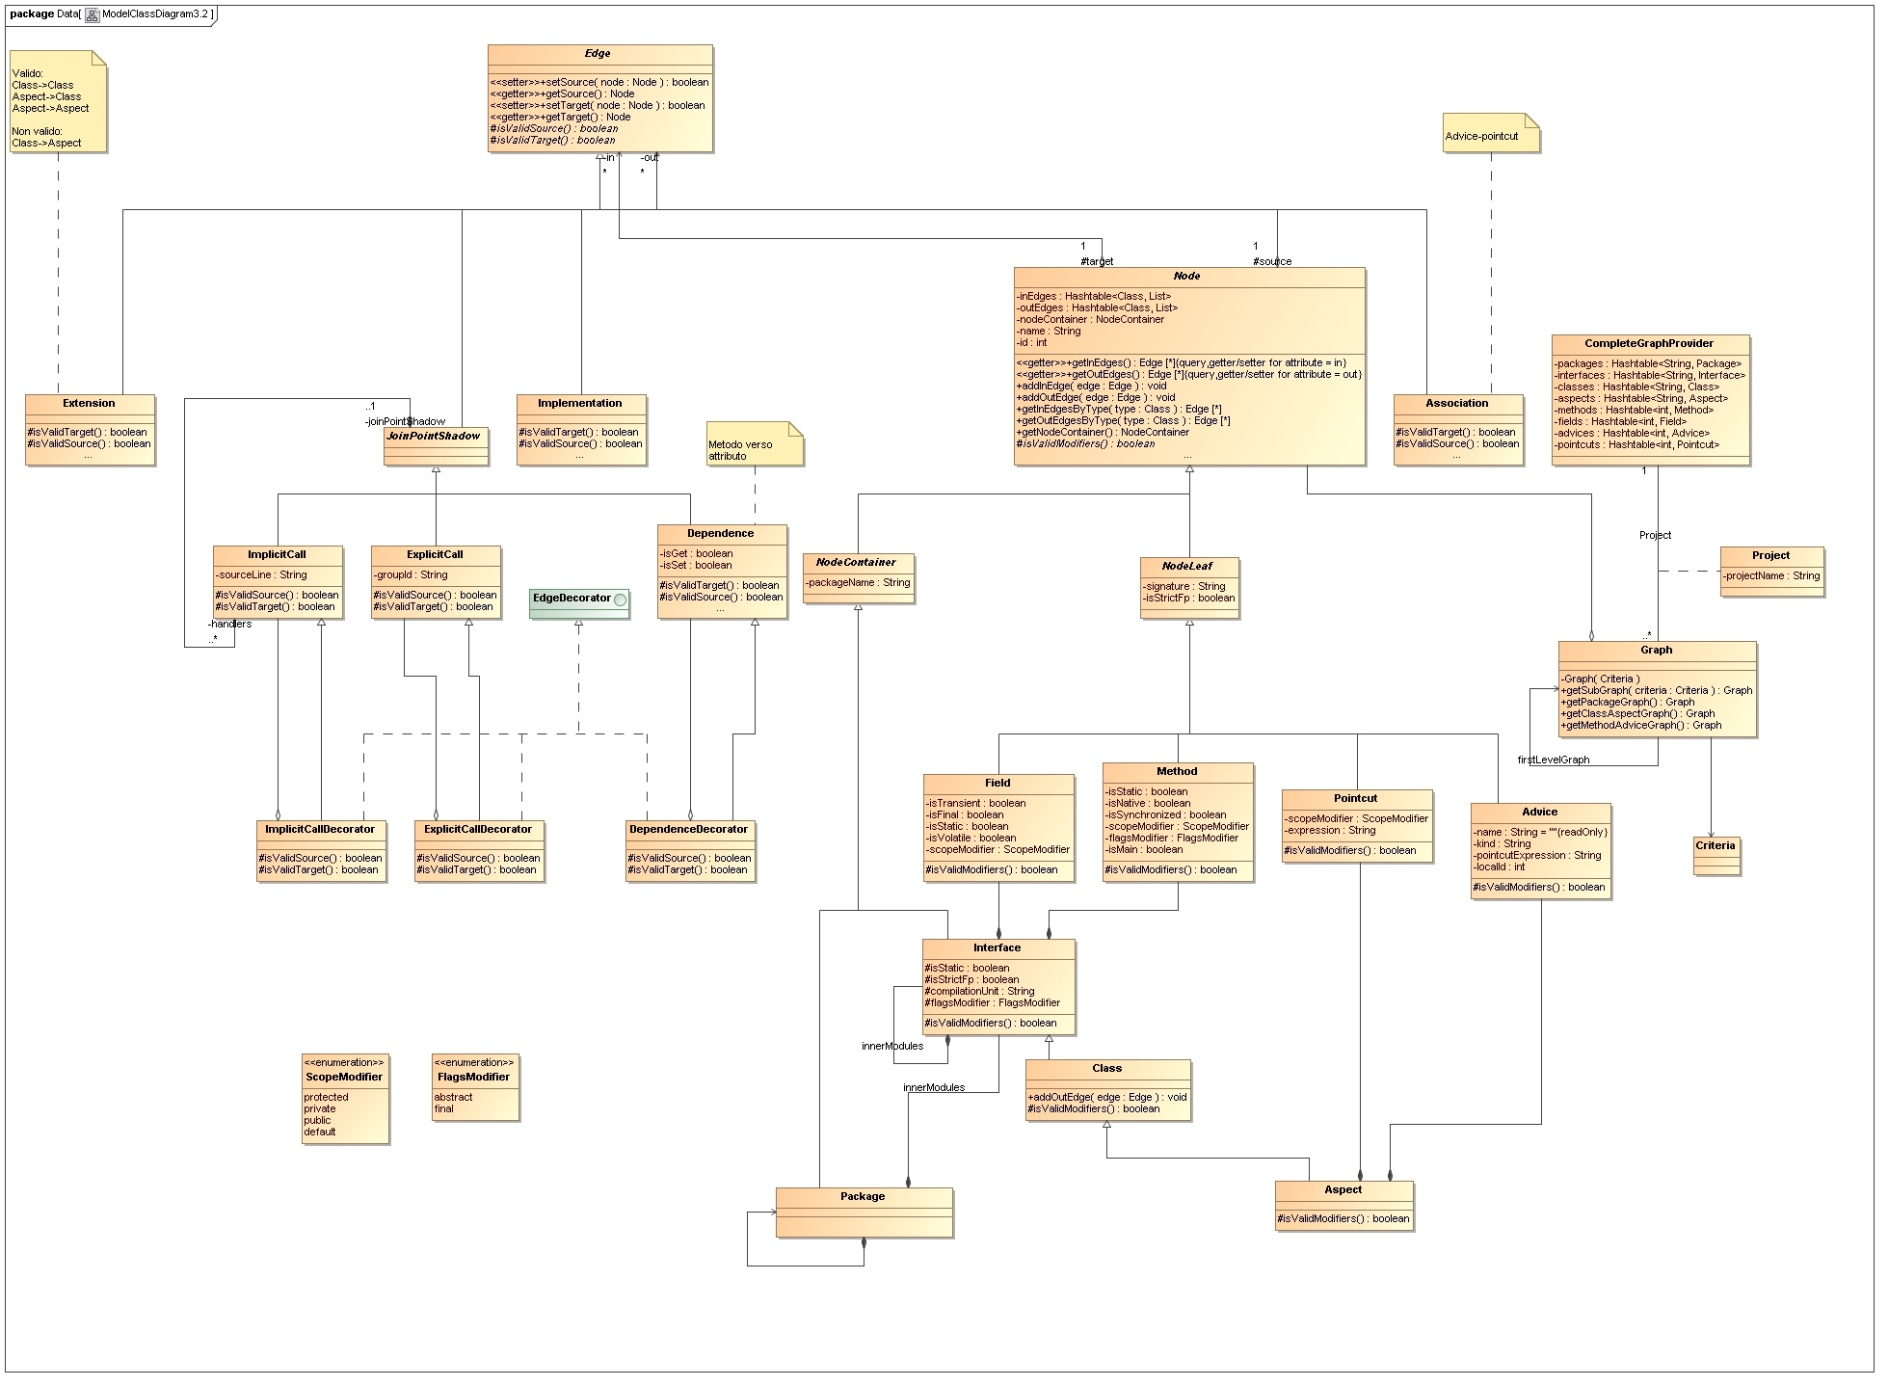 package Data[ ModelClassDiagram3.2 ]
Valido:
Class->Class
Aspect->Class
Aspect->Aspect
Non valido:
Class->Aspect
Edge
<<setter>>+setSource( node : Node ) : boolean
<<getter>>+getSource() : Node
<<setter>>+setTarget( node : Node ) : boolean
<<getter>>+getTarget() : Node
#isValidSource() : boolean
#isValidTarget() : boolean
-in
*
-out
*
Advice-pointcut
1
#target
1
#source
Node
-inEdges : Hashtable<Class, List>
-outEdges : Hashtable<Class, List>
-nodeContainer : NodeContainer
-name : String
-id : int
<<getter>>+getInEdges() : Edge [*]{query,getter/setter for attribute = in}
<<getter>>+getOutEdges() : Edge [*]{query,getter/setter for attribute = out}
+addInEdge( edge : Edge ) : void
+addOutEdge( edge : Edge ) : void
+getInEdgesByType( type : Class ) : Edge [*]
+getOutEdgesByType( type : Class ) : Edge [*]
+getNodeContainer() : NodeContainer
#isValidModifiers() : boolean
...
CompleteGraphProvider
-packages : Hashtable<String, Package>
-interfaces : Hashtable<String, Interface>
-classes : Hashtable<String, Class>
-aspects : Hashtable<String, Aspect>
-methods : Hashtable<int, Method>
-fields : Hashtable<int, Field>
-advices : Hashtable<int, Advice>
-pointcuts : Hashtable<int, Pointcut>
1
Extension
#isValidTarget() : boolean
#isValidSource() : boolean
...
..1
-joinPointShadow
JoinPointShadow
Implementation
#isValidTarget() : boolean
#isValidSource() : boolean
...
Metodo verso
attributo
Association
#isValidTarget() : boolean
#isValidSource() : boolean
...
ImplicitCall
-sourceLine : String
#isValidSource() : boolean
#isValidTarget() : boolean
-handlers
..*
ExplicitCall
-groupId : String
#isValidSource() : boolean
#isValidTarget() : boolean
EdgeDecorator
Dependence
-isGet : boolean
-isSet : boolean
#isValidTarget() : boolean
#isValidSource() : boolean
...
NodeContainer
-packageName : String
NodeLeaf
-signature : String
-isStrictFp : boolean
Project
Project
-projectName : String
..*
Graph
-Graph( Criteria )
+getSubGraph( criteria : Criteria ) : Graph
+getPackageGraph() : Graph
+getClassAspectGraph() : Graph
+getMethodAdviceGraph() : Graph
firstLevelGraph
Criteria
ImplicitCallDecorator
#isValidSource() : boolean
#isValidTarget() : boolean
ExplicitCallDecorator
#isValidSource() : boolean
#isValidTarget() : boolean
DependenceDecorator
#isValidSource() : boolean
#isValidTarget() : boolean
Field
-isTransient : boolean
-isFinal : boolean
-isStatic : boolean
-isVolatile : boolean
-scopeModifier : ScopeModifier
#isValidModifiers() : boolean
Method
-isStatic : boolean
-isNative : boolean
-isSynchronized : boolean
-scopeModifier : ScopeModifier
-flagsModifier : FlagsModifier
-isMain : boolean
#isValidModifiers() : boolean
Pointcut
-scopeModifier : ScopeModifier
-expression : String
#isValidModifiers() : boolean
Advice
-name : String = ""{readOnly}
-kind : String
-pointcutExpression : String
-localId : int
#isValidModifiers() : boolean
Interface
#isStatic : boolean
#isStrictFp : boolean
#compilationUnit : String
#flagsModifier : FlagsModifier
#isValidModifiers() : boolean
innerModules
innerModules
<<enumeration>>
ScopeModifier
protected
private
public
default
<<enumeration>>
FlagsModifier
abstract
final
Class
+addOutEdge( edge : Edge ) : void
#isValidModifiers() : boolean
Package
Aspect
#isValidModifiers() : boolean